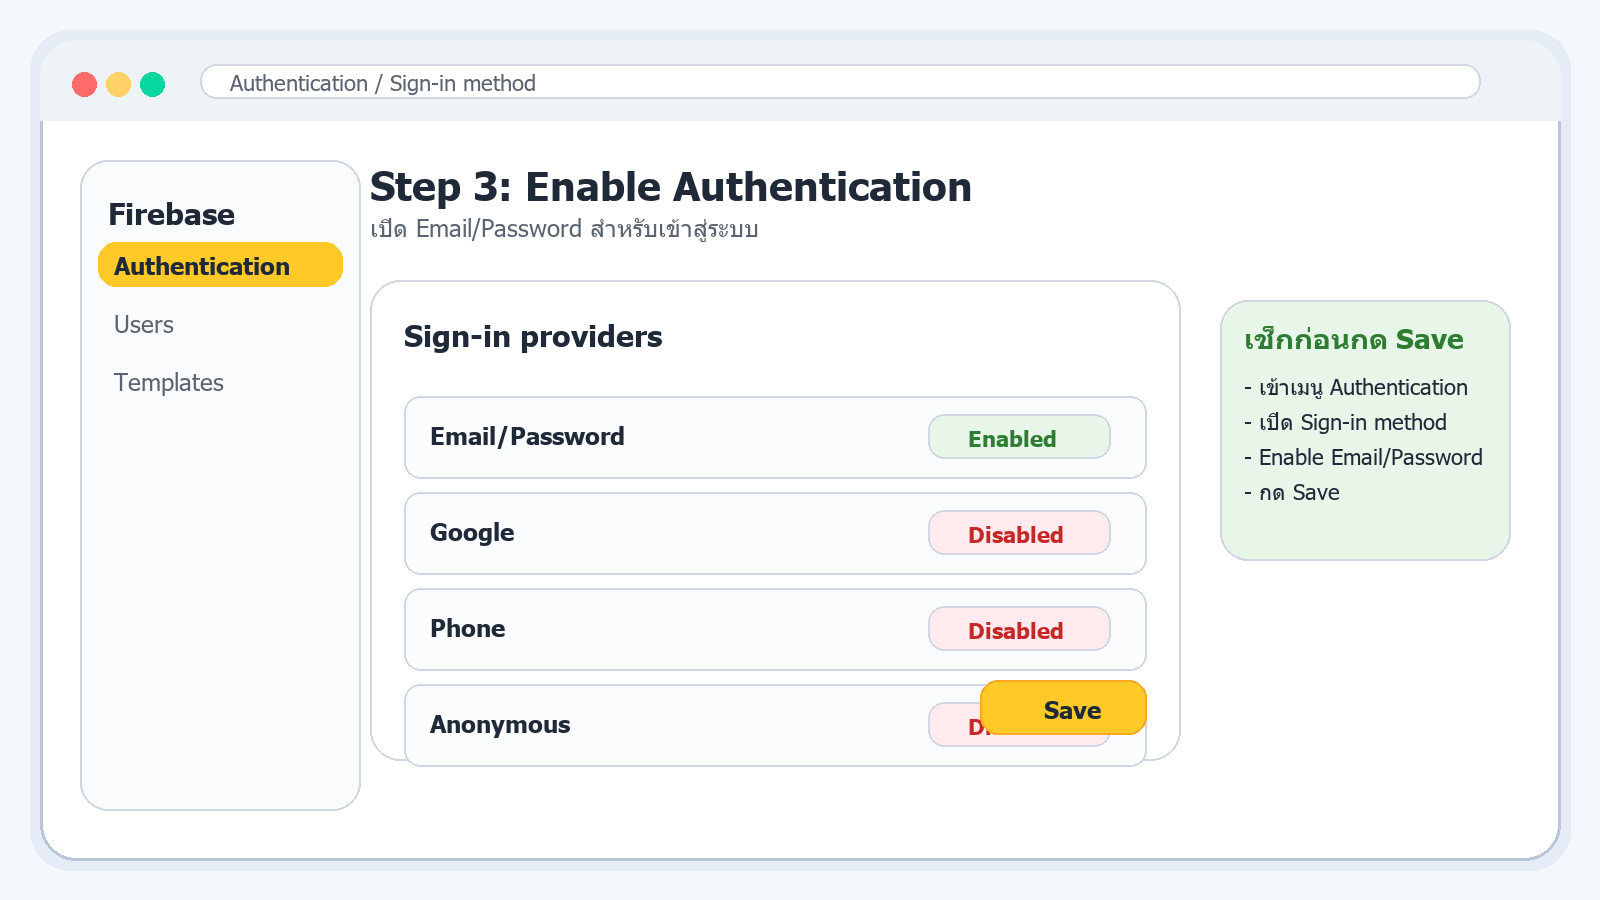 Authentication / Sign-in method
Firebase
Authentication
Users
Templates
Step 3: Enable Authentication
เปิด Email/Password สำหรับเข้าสู่ระบบ
Sign-in providers
Email/Password
Enabled
Google
Disabled
Phone
Disabled
Anonymous
Save
เช็กก่อนกด Save
- เข้าเมนู Authentication
- เปิด Sign-in method
- Enable Email/Password
- กด Save